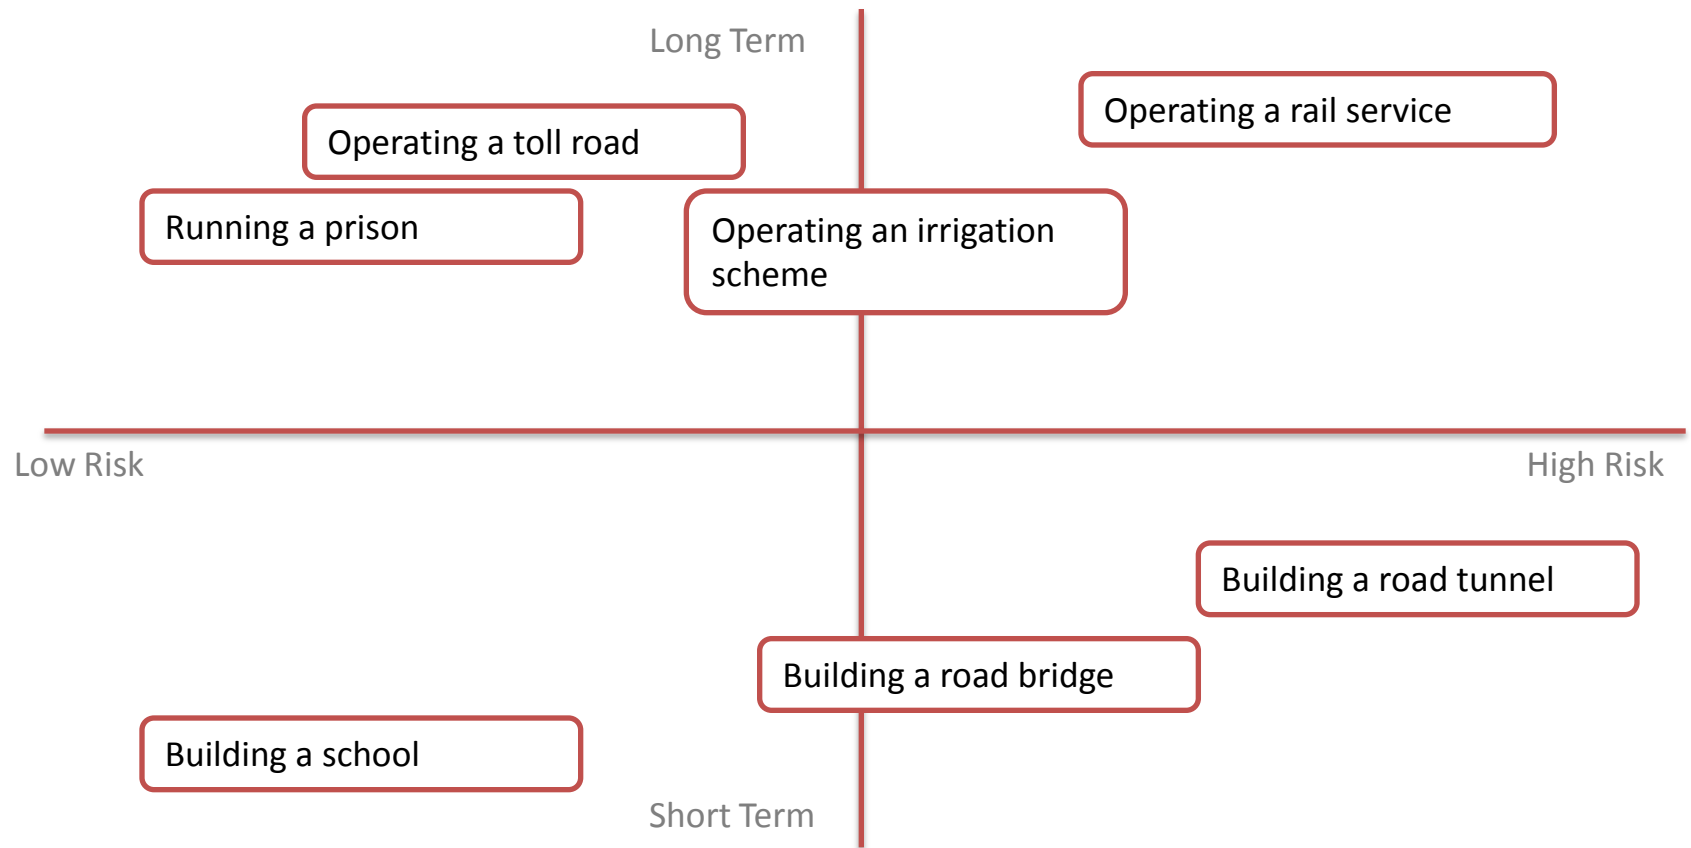 Long Term
Operating a rail service
Operating a toll road
Running a prison
Operating an irrigation
scheme
Low Risk
High Risk
Building a road tunnel
Building a road bridge
Building a school
Short Term